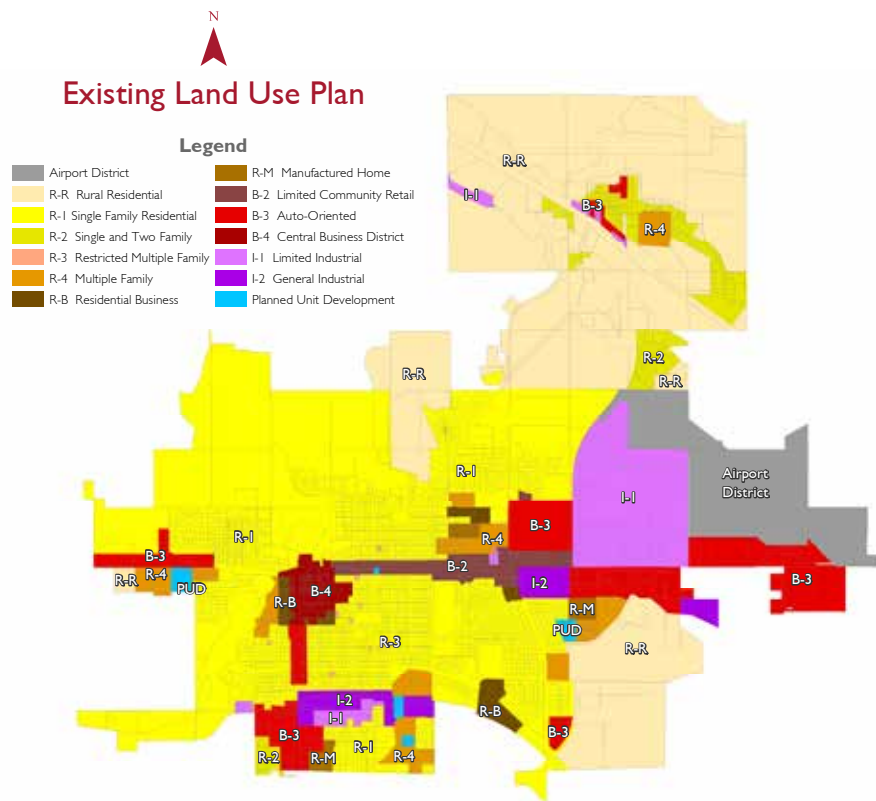 N
Existing Land Use Plan
Legend
Airport District
R-R Rural Residential
R-1 Single Family Residential
R-2 Single and Two Family
R-3 Restricted Multiple Family
R-4 Multiple Family
R-B Residential Business
R-M Manufactured Home
B-2 Limited Community Retail
B-3 Auto-Oriented
B-4 Central Business District
I-1 Limited Industrial
I-2 General Industrial
Planned Unit Development
R-R
I-1
B-3
R-4
R-2
R-R
R-R
R-1
Airport
District
I-1
B-3
R-4
R-1
B-3
R-4
R-R
PUD
B-2
I-2
B-3
B-4
R-B
R-M
PUD
R-3
R-R
I-2
I-1
R-B
B-3
B-3
R-1
R-2
R-M
R-4